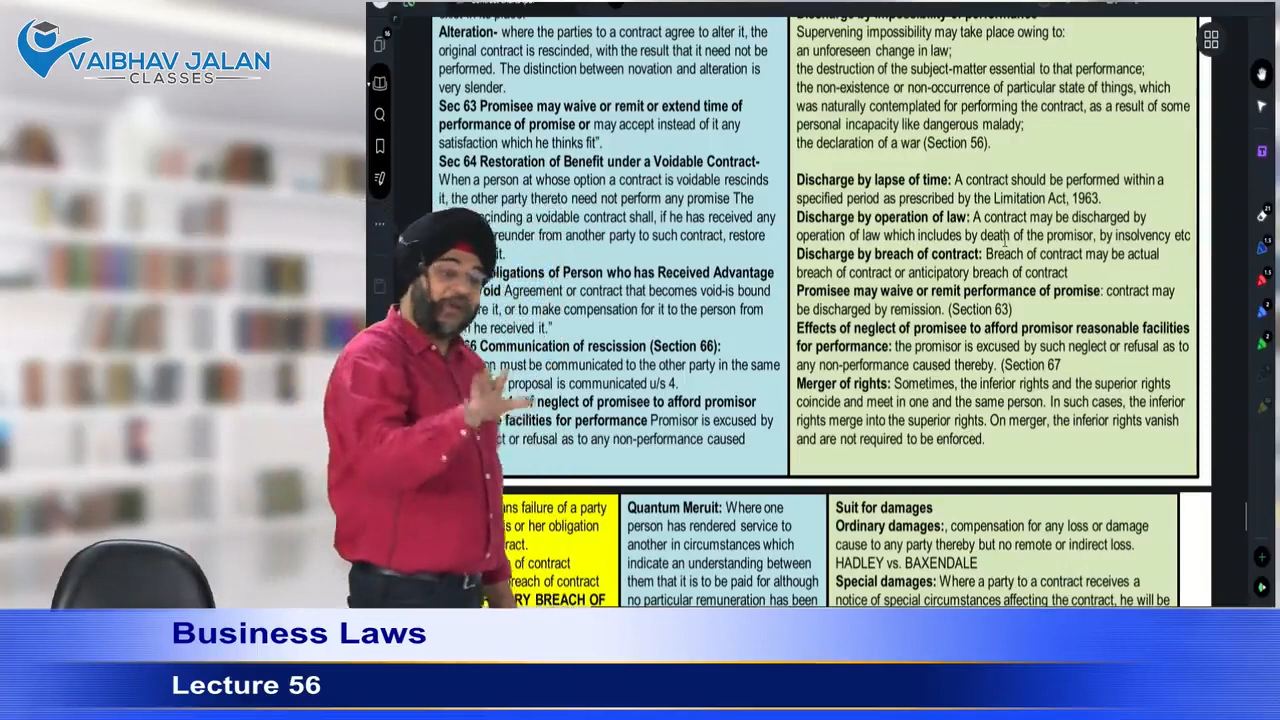 VAIBHAV JALAN
CLASSES
Alteration- where the parties to a contract agree to alter it, the
original contract is rescinded, with the result that it need not be
performed. The distinction between novation and alteration is
very slender.
Sec 63 Promisee may waive or remit or extend time of
performance of promise or may accept instead of it any
satisfaction which he thinks fit”.
Sec 64 Restoration of Benefit under a Voidable Contract-
When a person at whose option a contract is voidable rescinds
it, the other party thereto need not perform any promise The
scinding a voidable contract shall, if he has received any
reunder from another party to such contract, restore
it.
bligations of Person who has Received Advantage
oid Agreement or contract that becomes void-is bound
re it, or to make compensation for it to the person from
he received it.”
66 Communication of rescission (Section 66):
on must be communicated to the other party in the same
proposal is communicated u/s 4.
of neglect of promisee to afford promisor
facilities for performance Promisor is excused by
ct or refusal as to any non-performance caused
Discharge by impossibility of performance
Supervening impossibility may take place owing to:
an unforeseen change in law;
the destruction of the subject-matter essential to that performance;
the non-existence or non-occurrence of particular state of things, which
was naturally contemplated for performing the contract, as a result of some
personal incapacity like dangerous malady;
the declaration of a war (Section 56).
Discharge by lapse of time: A contract should be performed within a
specified period as prescribed by the Limitation Act, 1963.
Discharge by operation of law: A contract may be discharged by
operation of law which includes by death of the promisor, by insolvency etc
Discharge by breach of contract: Breach of contract may be actual
breach of contract or anticipatory breach of contract
Promisee may waive or remit performance of promise: contract may
be discharged by remission. (Section 63)
Effects of neglect of promisee to afford promisor reasonable facilities
for performance: the promisor is excused by such neglect or refusal as to
any non-performance caused thereby. (Section 67
Merger of rights: Sometimes, the inferior rights and the superior rights
coincide and meet in one and the same person. In such cases, the inferior
rights merge into the superior rights. On merger, the inferior rights vanish
and are not required to be enforced.
ns failure of a party
is or her obligation
ract.
of contract
breach of contract
RY BREACH OF
Quantum Meruit: Where one
person has rendered service to
another in circumstances which
indicate an understanding between
them that it is to be paid for although
no particular remuneration has been
Suit for damages
Ordinary damages:, compensation for any loss or damage
cause to any party thereby but no remote or indirect loss.
HADLEY vs. BAXENDALE
Special damages: Where a party to a contract receives a
notice of special circumstances affecting the contract, he will be
Business Laws
Lecture 56